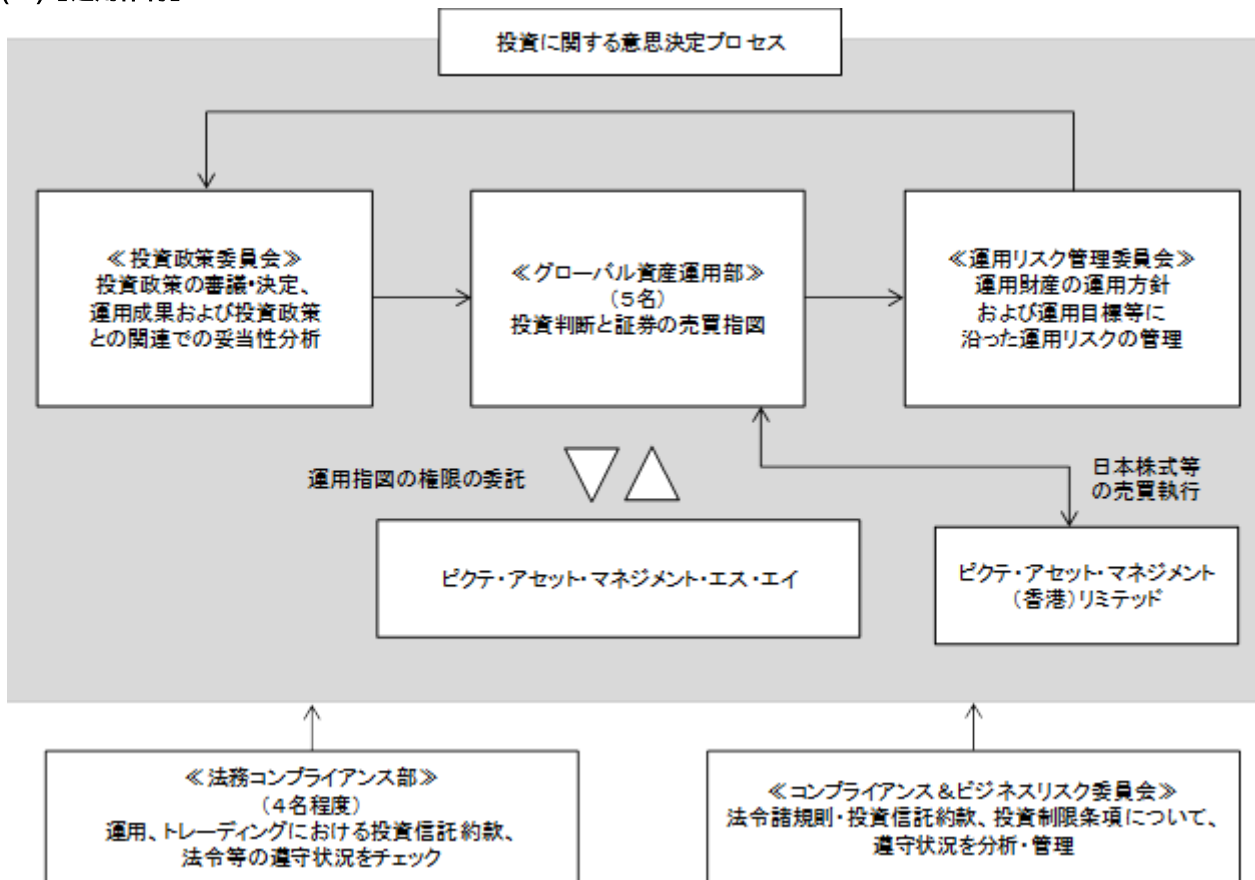 投資に関する意思決定プロセス
≪投資政策委員会≫
投資政策の審議・決定、
運用成果および投資政策
との関連での妥当性分析
≪グローバル資産運用部≫
（５名）
投資判断と証券の売買指図
≪運用リスク管理委員会≫
運用財産の運用方針
および運用目標等に
沿った運用リスクの管理
運用指図の権限の委託
日本株式等
の売買執行
ピクテ・アセット・マネジメント・エス・エイ
ピクテ・アセット・マネジメント
（香港）リミテッド
≪法務コンプライアンス部≫
（４名程度）
運用、トレーディングにおける投資信託約款、
法令等の遵守状況をチェック
≪コンプライアンス＆ビジネスリスク委員会≫
法令諸規則・投資信託約款、投資制限条項について、
遵守状況を分析・管理